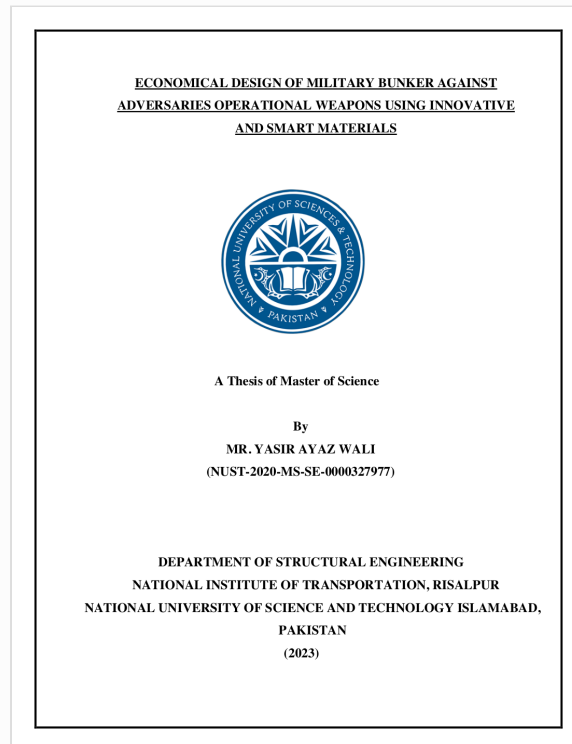 ECONOMICAL DESIGN OF MILITARY BUNKER AGAINST
ADVERSARIES OPERATIONAL WEAPONS USING INNOVATIVE
AND SMART MATERIALS
NATIONAL UNIVERSITY OF SCIENCES & TECHNOLOGY
PAKISTAN
A Thesis of Master of Science
By
MR. YASIR AYAZ WALI
(NUST-2020-MS-SE-0000327977)
DEPARTMENT OF STRUCTURAL ENGINEERING
NATIONAL INSTITUTE OF TRANSPORTATION, RISALPUR
NATIONAL UNIVERSITY OF SCIENCE AND TECHNOLOGY ISLAMABAD,
PAKISTAN
(2023)